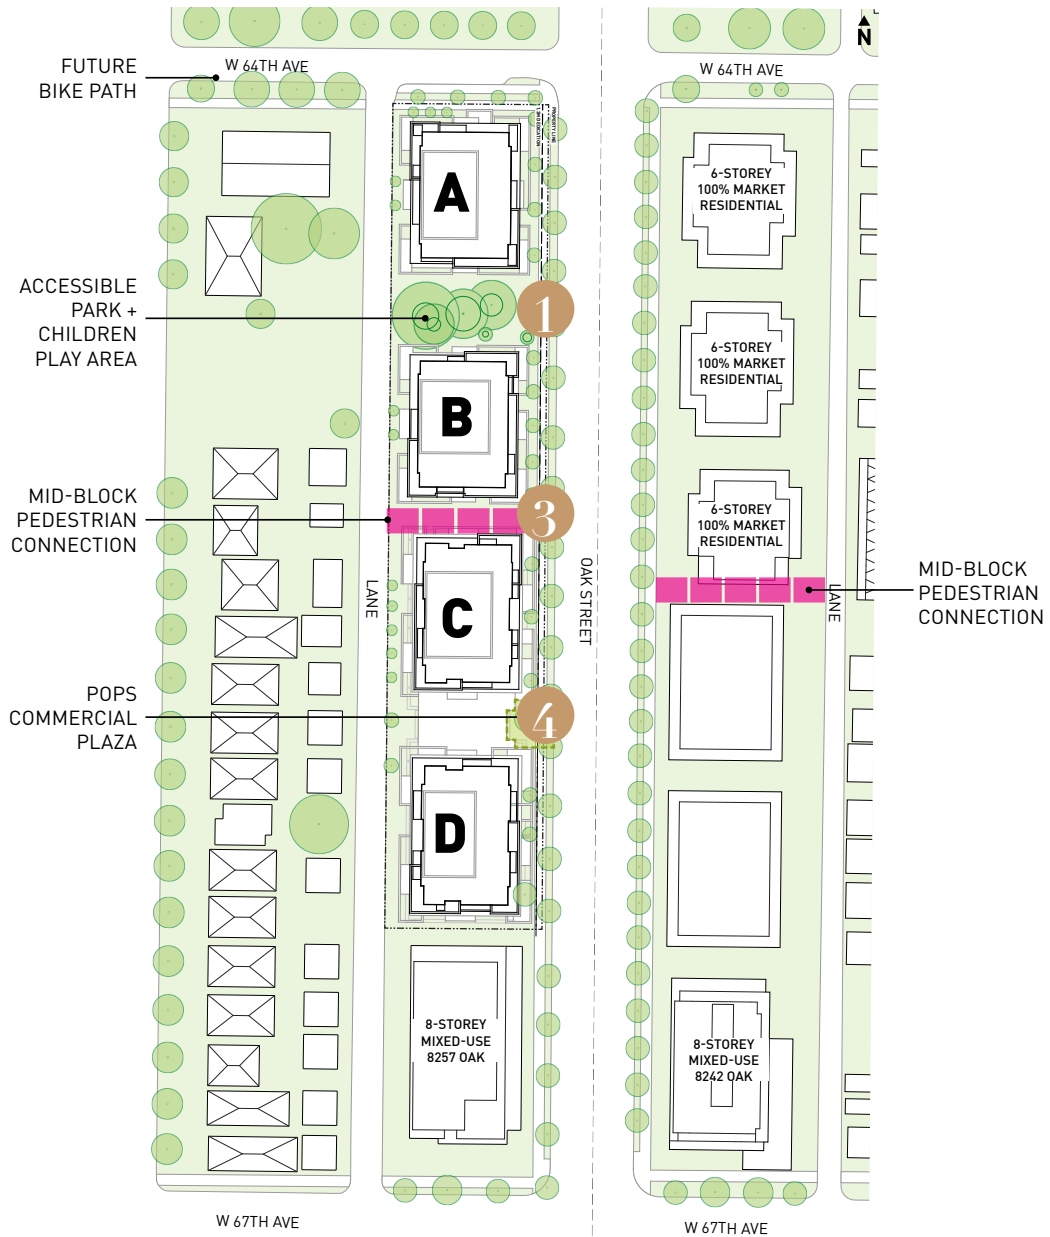 N
FUTURE
BIKE PATH
W 64TH AVE
W 64TH AVE
PROPERTY LINE
A
6-STOREY
100% MARKET
RESIDENTIAL
ACCESSIBLE
PARK +
CHILDREN
PLAY AREA
1
6-STOREY
100% MARKET
RESIDENTIAL
B
MID-BLOCK
PEDESTRIAN
CONNECTION
3
6-STOREY
100% MARKET
RESIDENTIAL
LANE
OAK STREET
LANE
MID-BLOCK
PEDESTRIAN
CONNECTION
C
POPS
COMMERCIAL
PLAZA
4
D
8-STOREY
MIXED-USE
8257 OAK
8-STOREY
MIXED-USE
8242 OAK
W 67TH AVE
W 67TH AVE